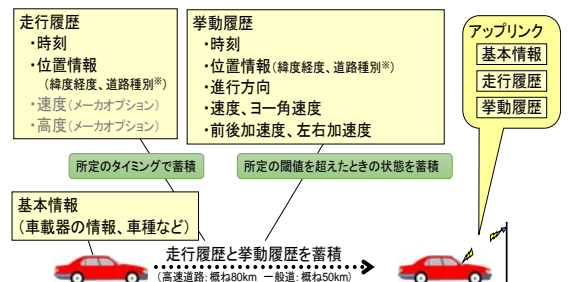 走行履歴
・時刻
・位置情報
（緯度経度、道路種別※）
・速度（メーカオプション）
・高度（メーカオプション）
挙動履歴
・時刻
・位置情報（緯度経度、道路種別※）
・進行方向
・速度、ヨー角速度
・前後加速度、左右加速度
アップリンク
基本情報
走行履歴
挙動履歴
所定のタイミングで蓄積
所定の閾値を超えたときの状態を蓄積
基本情報
（車載器の情報、車種など）
走行履歴と挙動履歴を蓄積
（高速道路：概ね80km 一般道：概ね50km）